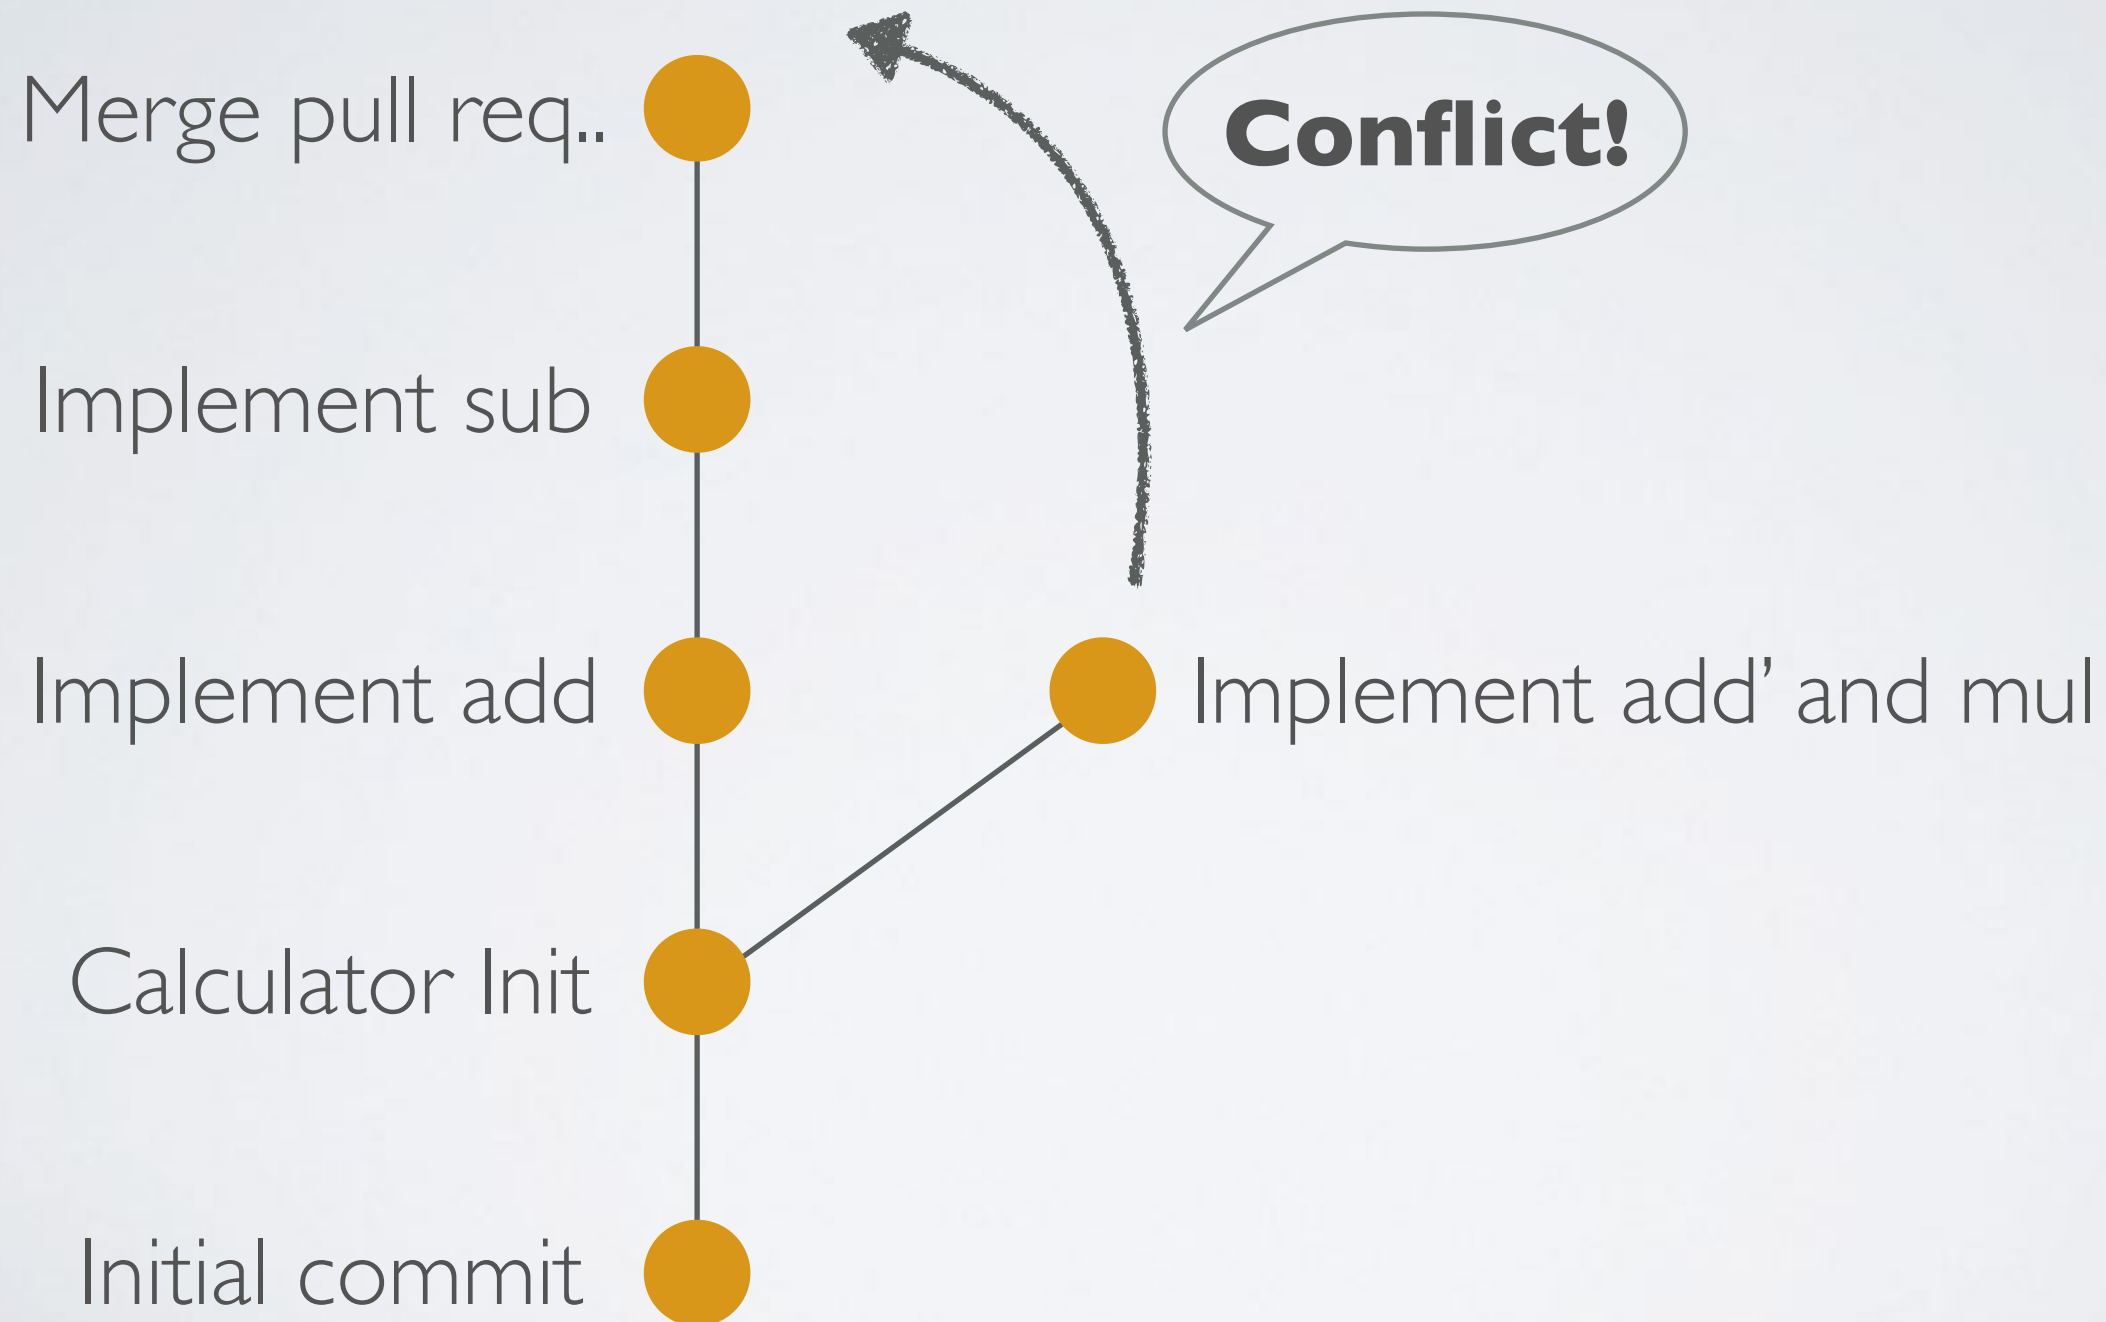 Merge pull req..
Conflict!
Implement sub
Implement add
Implement add’ and mul
Calculator Init
Initial commit